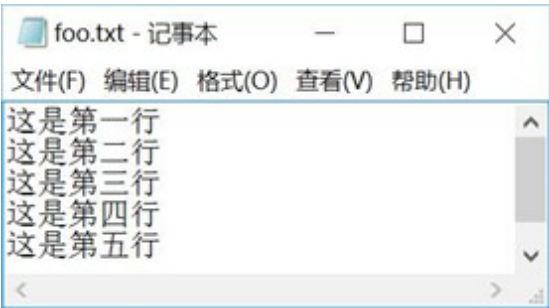 foo.txt - 记事本
文件(F) 编辑(E) 格式(O) 查看(V) 帮助(H)
这是第一行
这是第二行
这是第三行
这是第四行
这是第五行